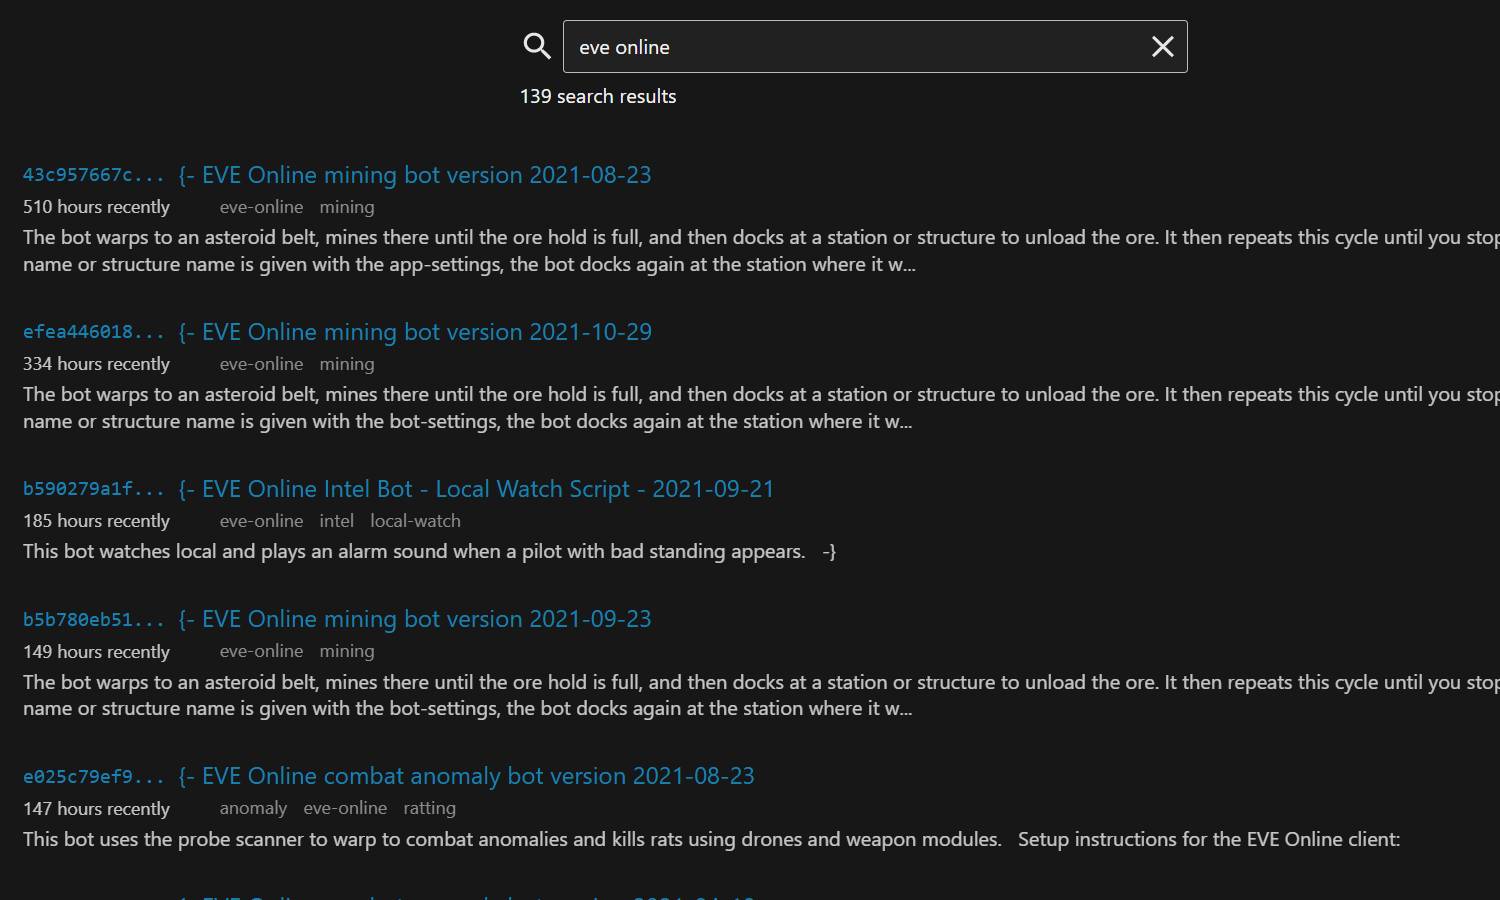 eve online
139 search results
43c957667c... {- EVE Online mining bot version 2021-08-23
510 hours recently eve-online mining
The bot warps to an asteroid belt, mines there until the ore hold is full, and then docks at a station or structure to unload the ore. It then repeats this cycle until you stop
name or structure name is given with the app-settings, the bot docks again at the station where it w...
efea446018... {- EVE Online mining bot version 2021-10-29
334 hours recently eve-online mining
The bot warps to an asteroid belt, mines there until the ore hold is full, and then docks at a station or structure to unload the ore. It then repeats this cycle until you stop
name or structure name is given with the bot-settings, the bot docks again at the station where it w...
b590279a1f... {- EVE Online Intel Bot - Local Watch Script - 2021-09-21
185 hours recently eve-online intel local-watch
This bot watches local and plays an alarm sound when a pilot with bad standing appears. -}
b5b780eb51... {- EVE Online mining bot version 2021-09-23
149 hours recently eve-online mining
The bot warps to an asteroid belt, mines there until the ore hold is full, and then docks at a station or structure to unload the ore. It then repeats this cycle until you stop
name or structure name is given with the bot-settings, the bot docks again at the station where it w...
e025c79ef9... {- EVE Online combat anomaly bot version 2021-08-23
147 hours recently anomaly eve-online ratting
This bot uses the probe scanner to warp to combat anomalies and kills rats using drones and weapon modules. Setup instructions for the EVE Online client: